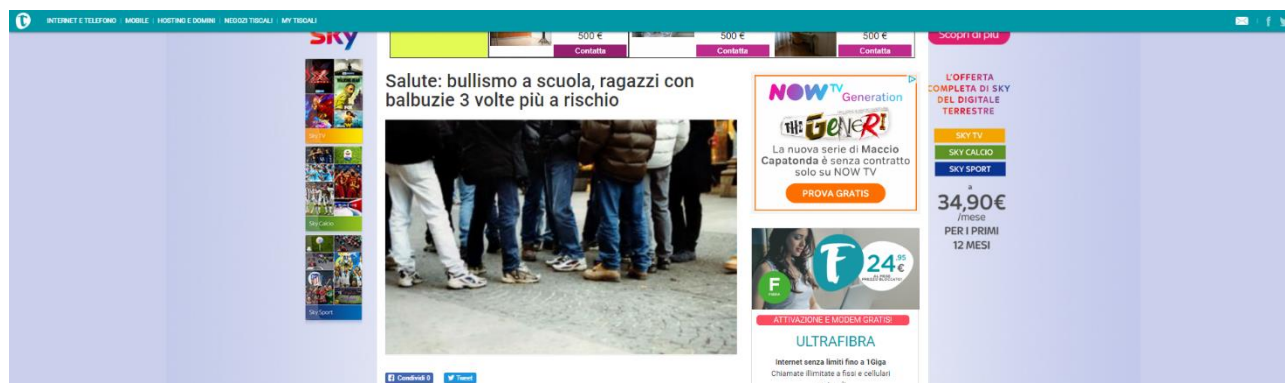 INTERNET E TELEFONO | MOBILE | HOSTING E DOMINI | NEGOZI TISCALI | MY TISCALI
sky
Sky TV
Sky Calcio
Sky Sport
500 €
Contatta
500 €
Contatta
500 €
Contatta
Salute: bullismo a scuola, ragazzi con
balbuzie 3 volte più a rischio
Condividi 0
Tweet
NOW TV Generation
THE GENERI
La nuova serie di Maccio
Capatonda è senza contratto
solo su NOW TV
PROVA GRATIS
24,95
€
F
ATTIVAZIONE E MODEM GRATIS!
ULTRAFIBRA
Internet senza limiti fino a 1Giga
Chiamate illimitate a fissi e cellulari
Scopri di più
L'OFFERTA
COMPLETA DI SKY
DEL DIGITALE
TERRESTRE
SKY TV
SKY CALCIO
SKY SPORT
a
34,90€
/mese
PER I PRIMI
12 MESI